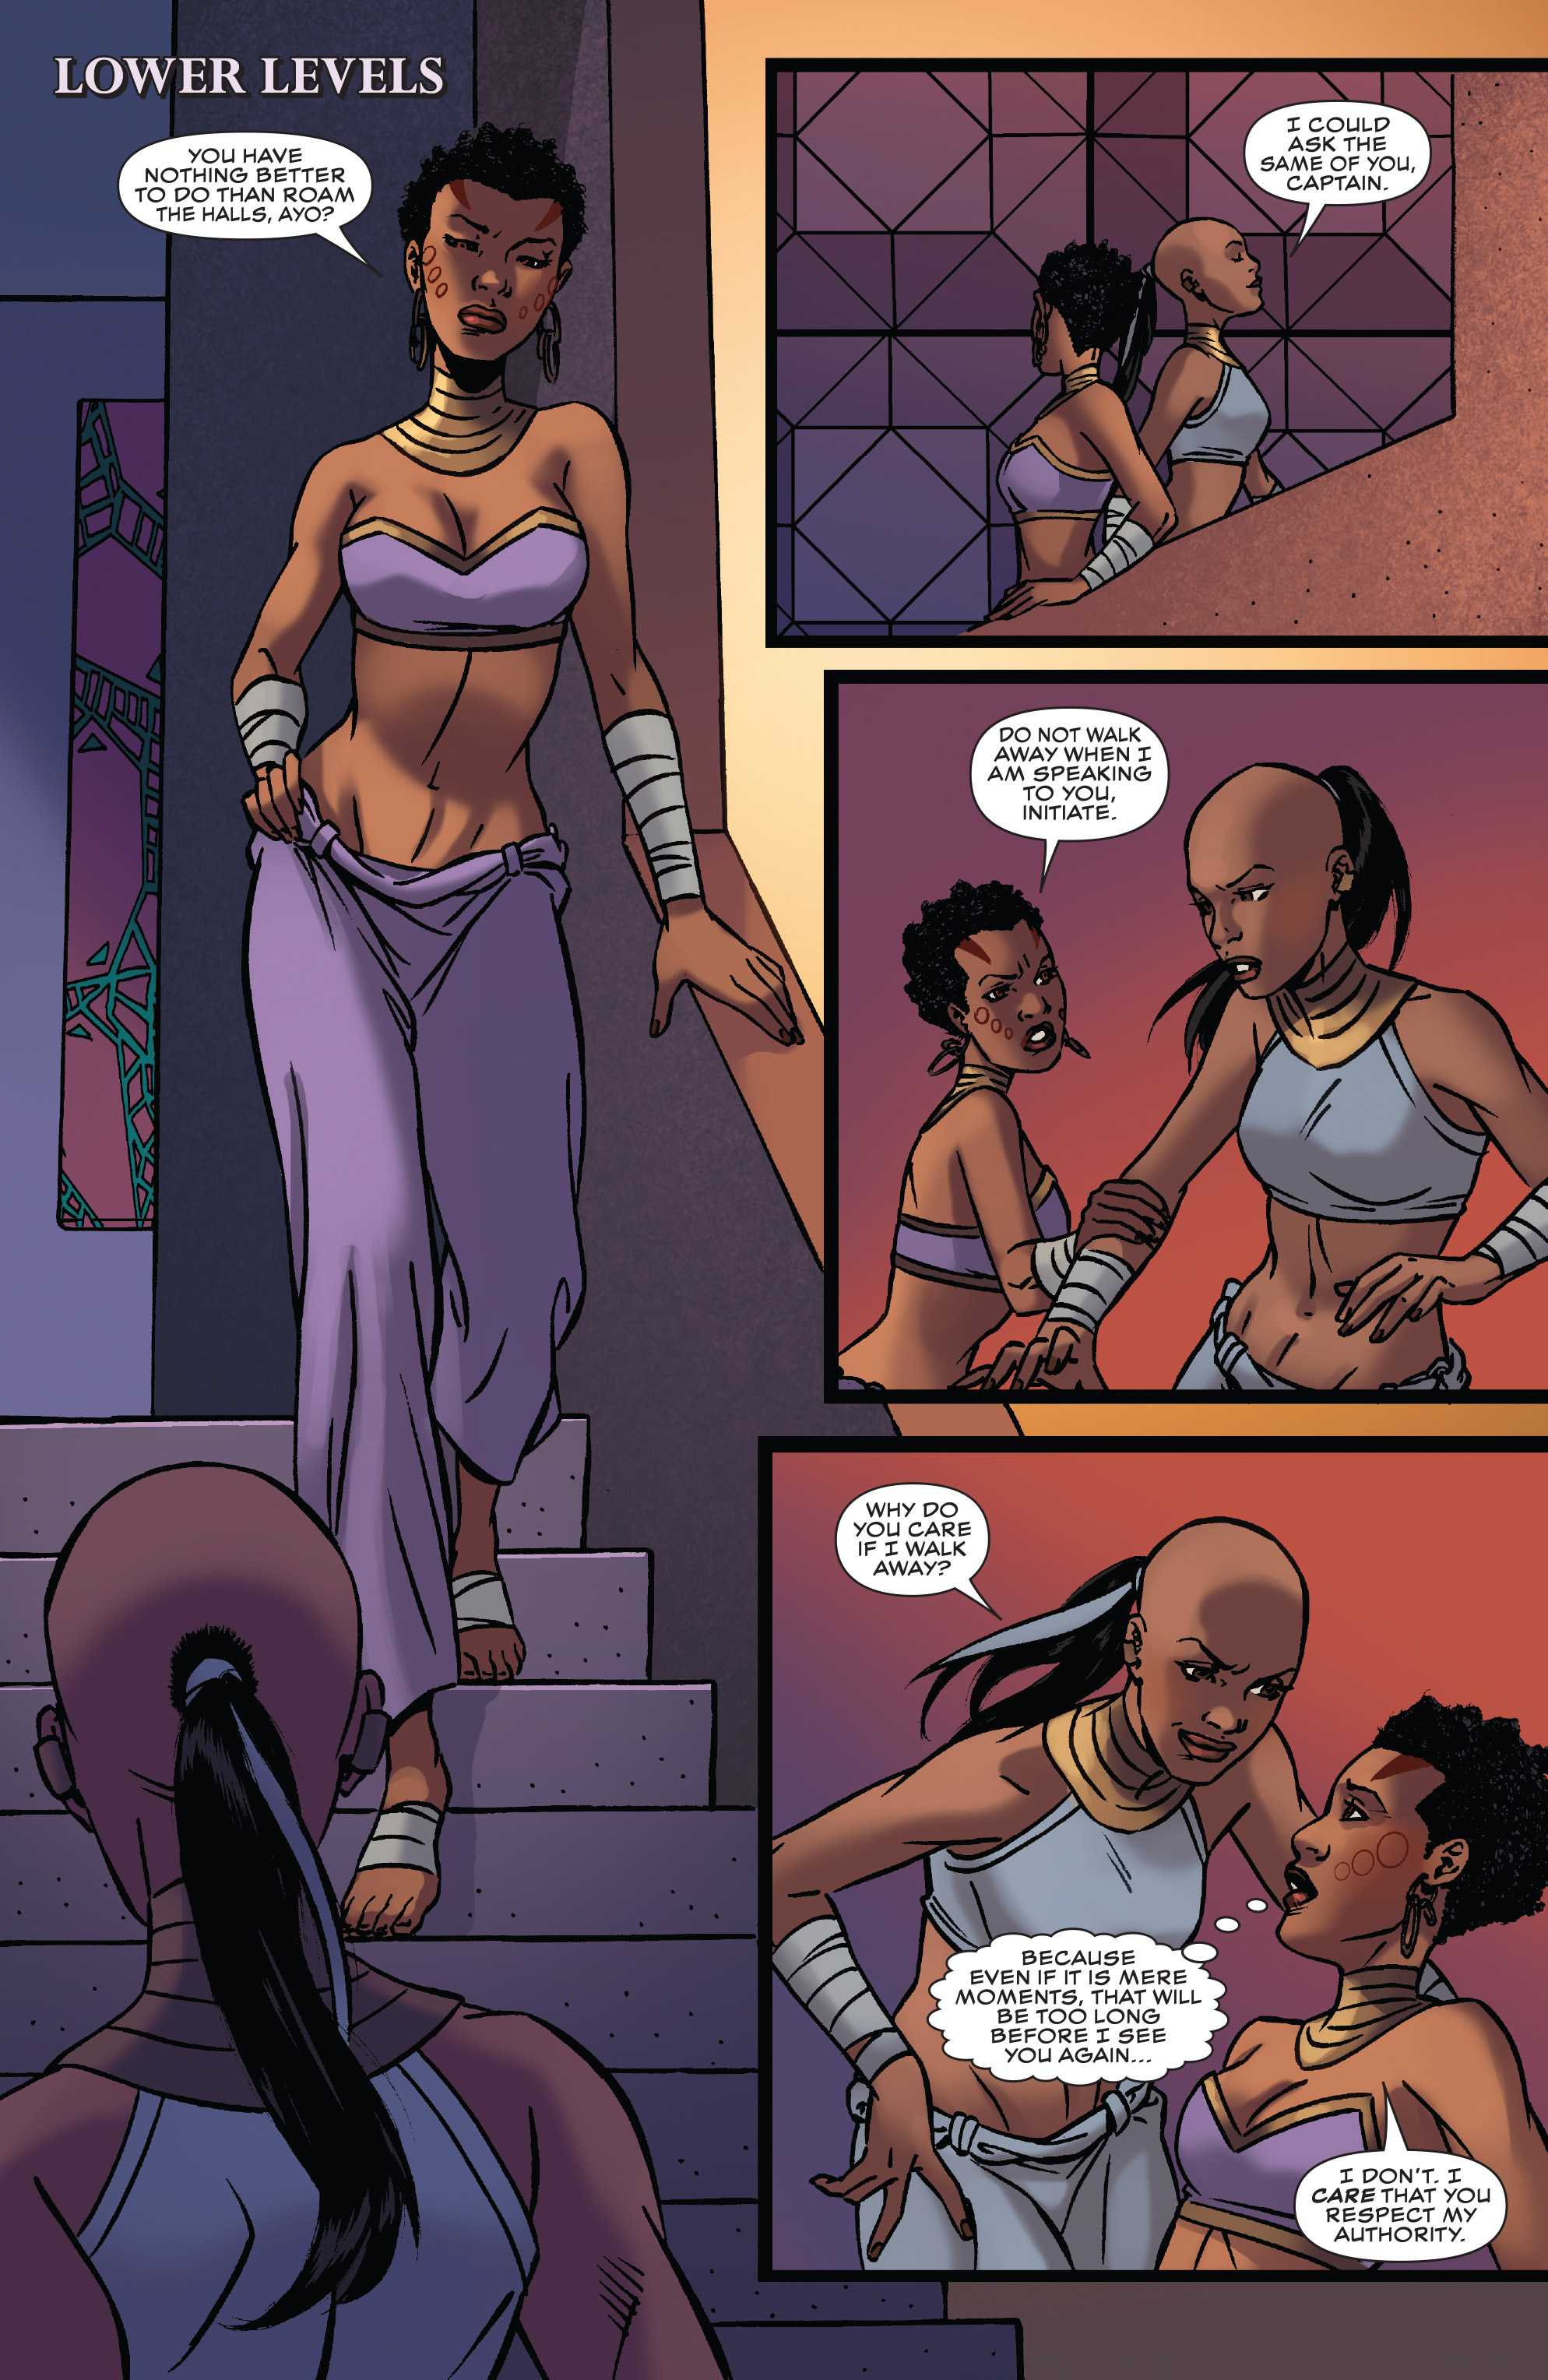 LOWER LEVELS
YOU HAVE
NOTHING BETTER
TO DO THAN ROAM
THE HALLS, AYO?
I COULD
ASK THE
SAME OF YOU,
CAPTAIN.
DO NOT WALK
AWAY WHEN I
AM SPEAKING
TO YOU,
INITIATE.
WHY DO
YOU CARE
IF I WALK
AWAY?
BECAUSE
EVEN IF IT IS MERE
MOMENTS, THAT WILL
BE TOO LONG
BEFORE I SEE
YOU AGAIN...
I DON'T. I
CARE THAT YOU
RESPECT MY
AUTHORITY.